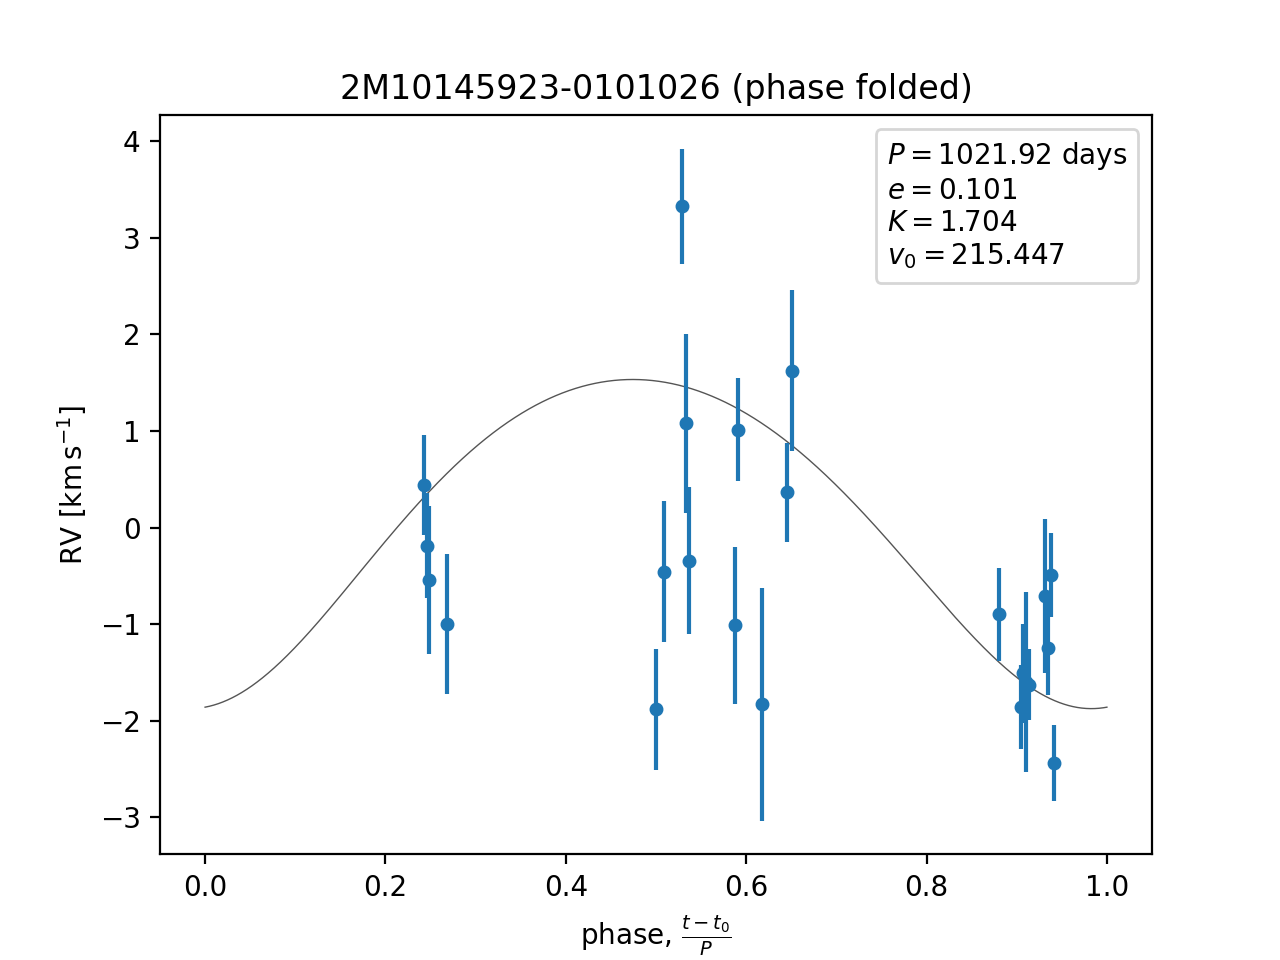 2M10145923-0101026 (phase folded)
P = 1021.92 days
e = 0.101
K = 1.704
v₀ = 215.447
4
3
2
1
0
−1
−2
−3
RV [km s⁻¹]
0.0 0.2 0.4 0.6 0.8 1.0
phase, (t − t₀)/P